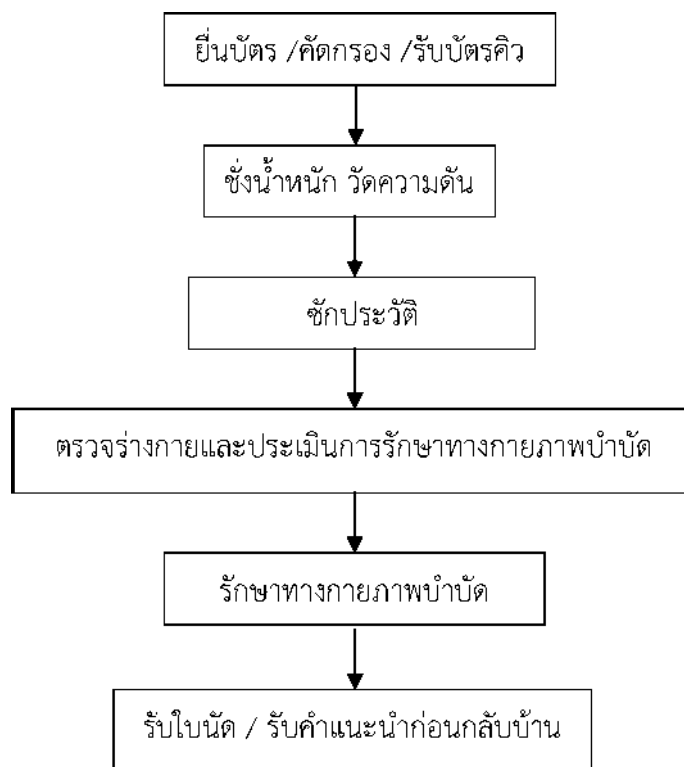 ยื่นบัตร /คัดกรอง /รับบัตรคิว
ชั่งน้ำหนัก วัดความดัน
ซักประวัติ
ตรวจร่างกายและประเมินการรักษาทางกายภาพบำบัด
รักษาทางกายภาพบำบัด
รับใบนัด / รับคำแนะนำก่อนกลับบ้าน